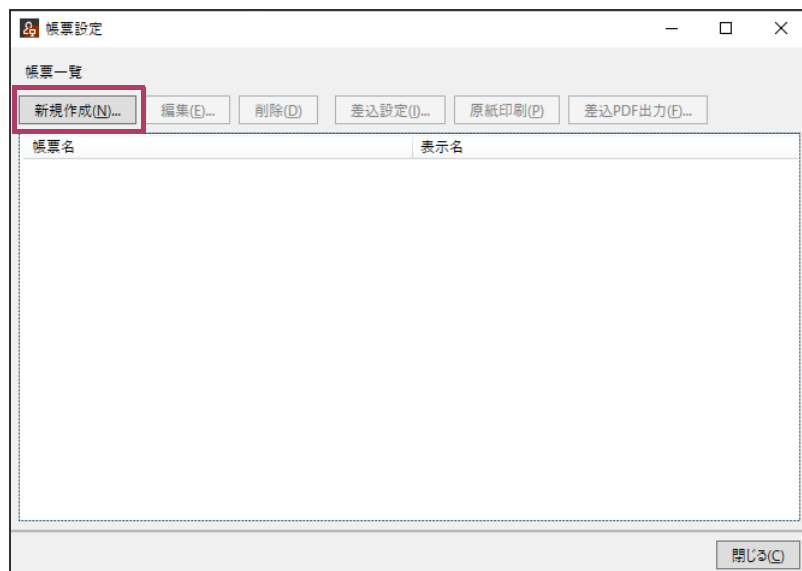 帳票設定
帳票一覧
新規作成(N)... 編集(E)... 削除(D) 差込設定(I)... 原紙印刷(P) 差込PDF出力(F)...
帳票名 表示名
閉じる(C)